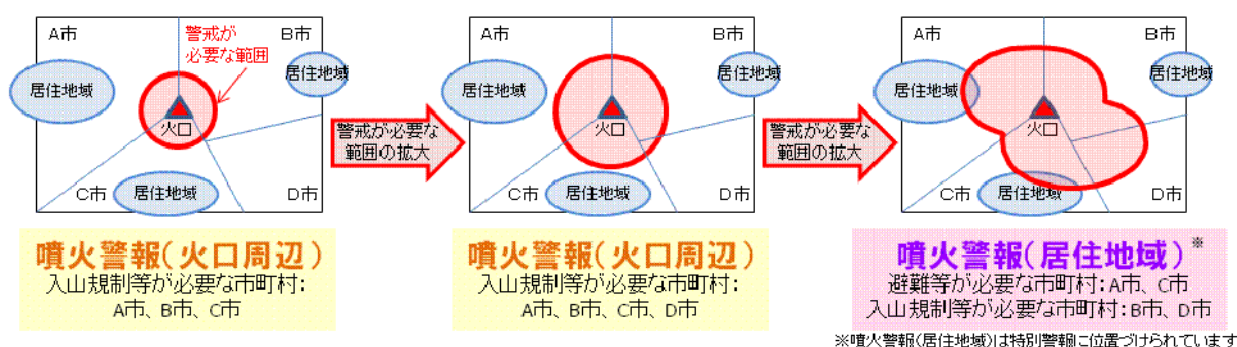 A市
警戒が
必要な範囲
B市
居住地域
居住地域
火口
C市
居住地域
D市
噴火警報(火口周辺)
入山規制等が必要な市町村:
A市、B市、C市
警戒が必要な
範囲の拡大
A市
B市
居住地域
居住地域
火口
C市
居住地域
D市
噴火警報(火口周辺)
入山規制等が必要な市町村:
A市、B市、C市、D市
警戒が必要な
範囲の拡大
A市
B市
居住地域
居住地域
火口
C市
居住地域
D市
噴火警報(居住地域)※
避難等が必要な市町村:A市、C市
入山規制等が必要な市町村:B市、D市
※噴火警報(居住地域)は特別警報に位置づけられています